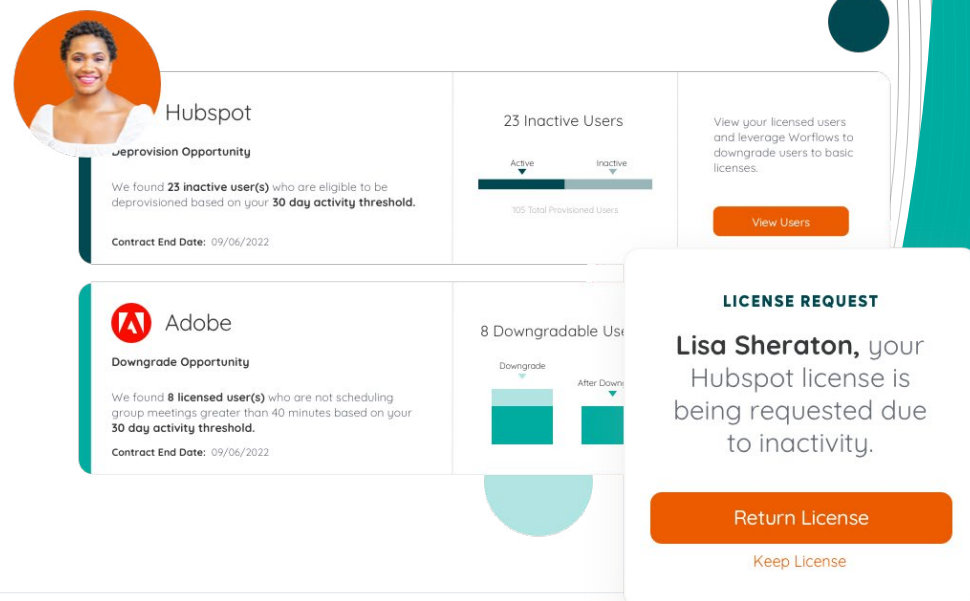 Hubspot
Deprovision Opportunity
We found 23 inactive user(s) who are eligible to be
deprovisioned based on your 30 day activity threshold.
Contract End Date: 09/06/2022
23 Inactive Users
Active
Inactive
105 Total Provisioned Users
View your licensed users
and leverage Worflows to
downgrade users to basic
licenses.
View Users
Adobe
Downgrade Opportunity
We found 8 licensed user(s) who are not scheduling
group meetings greater than 40 minutes based on your
30 day activity threshold.
Contract End Date: 09/06/2022
8 Downgradable Use
Downgrade
After Down
LICENSE REQUEST
Lisa Sheraton, your
Hubspot license is
being requested due
to inactivity.
Return License
Keep License